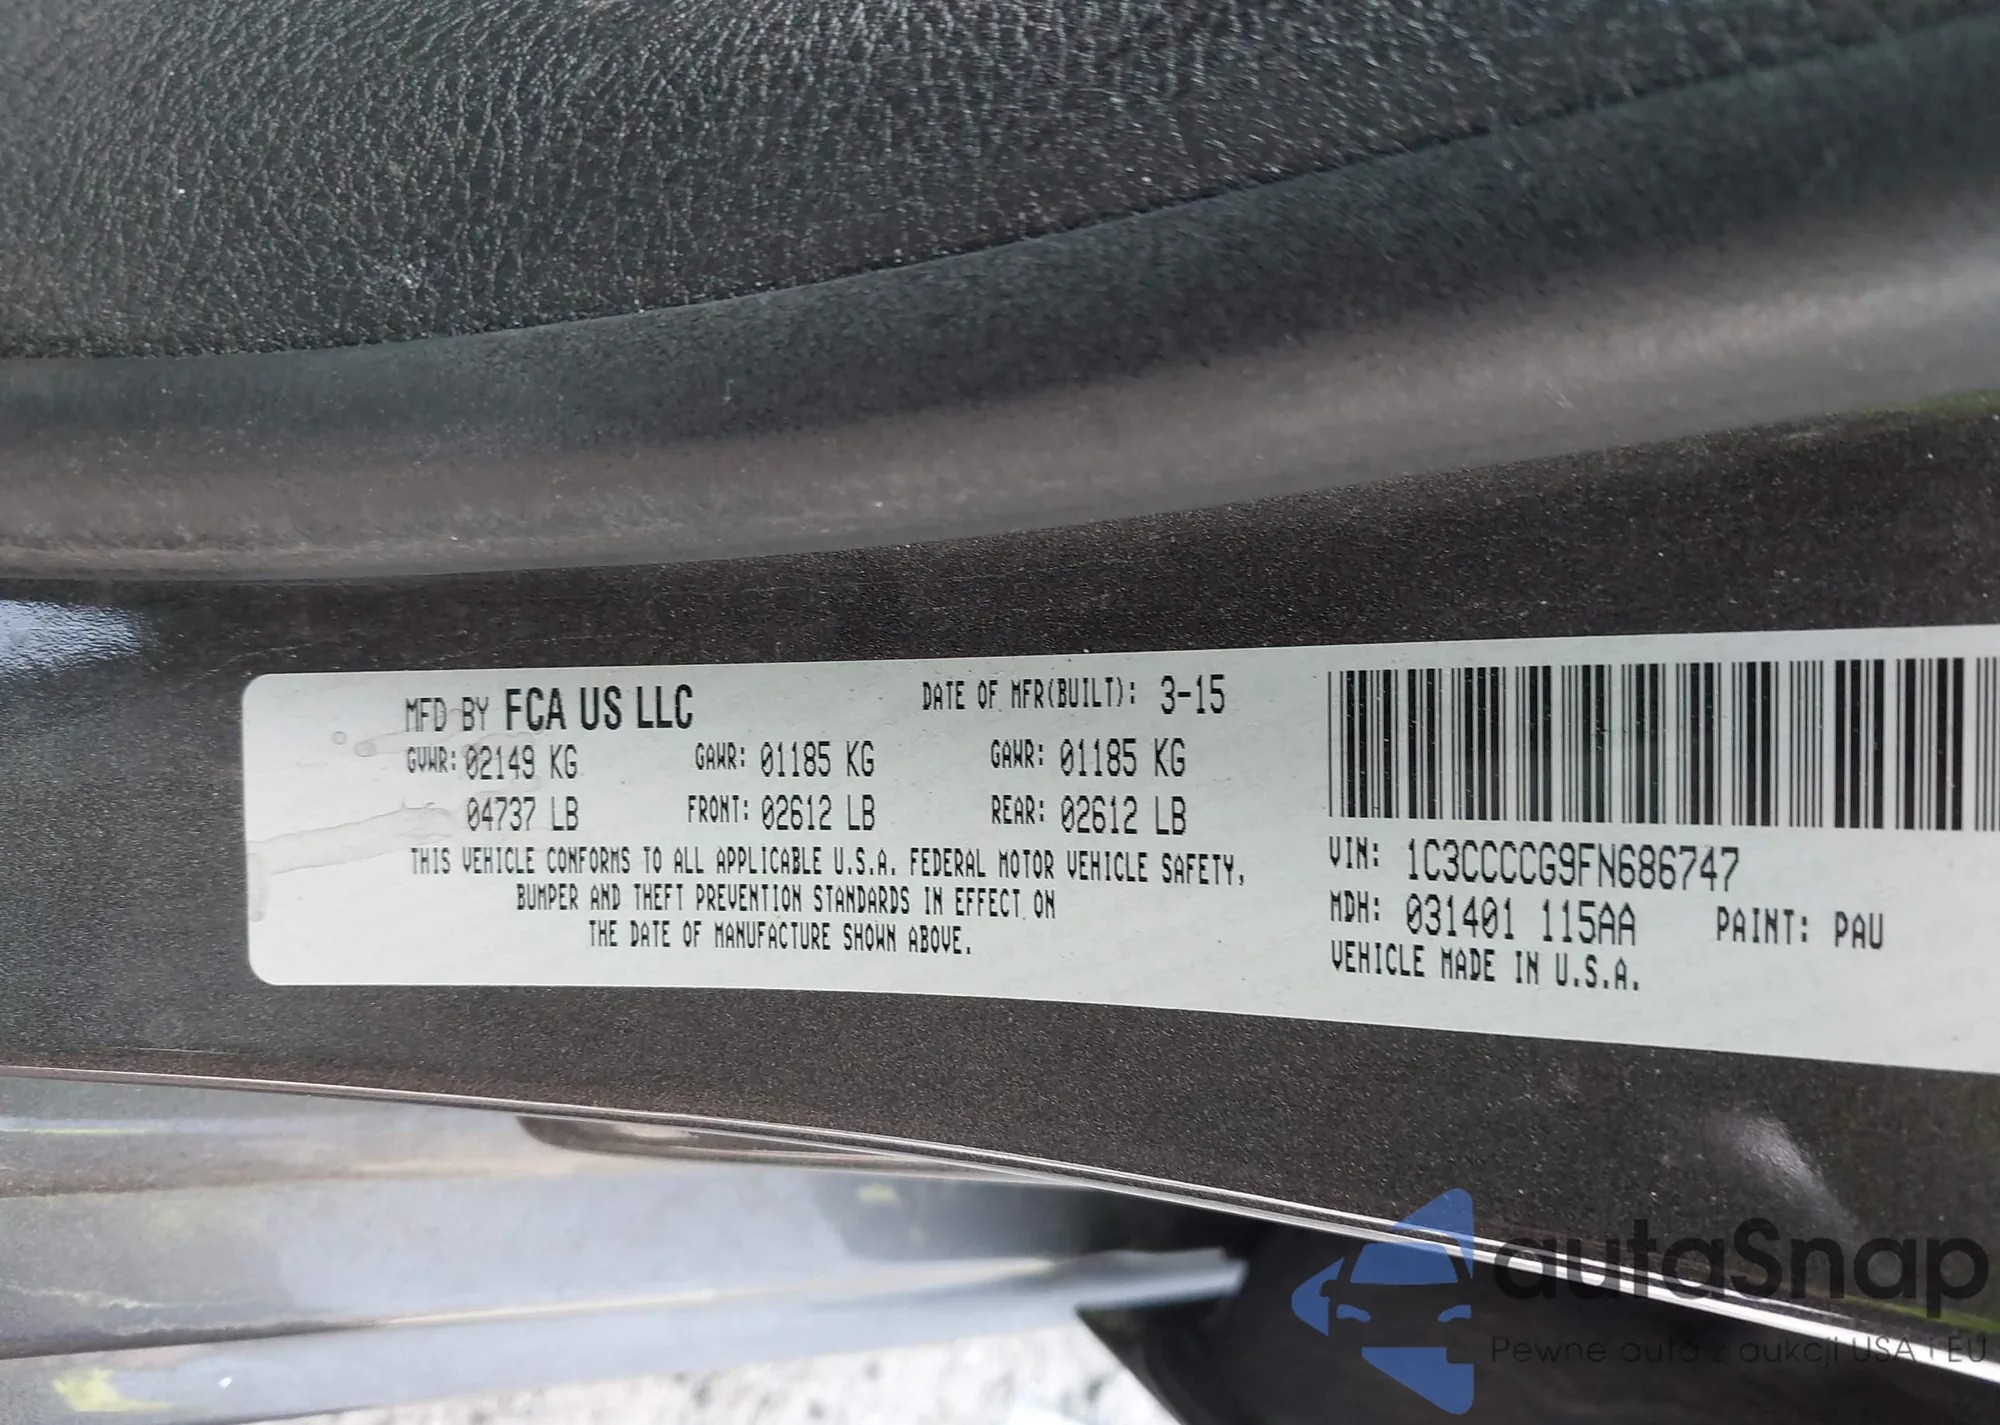 MFD BY FCA US LLC DATE OF MFR(BUILT): 3-15
GVWR: 02149 KG GAWR: 01185 KG GAWR: 01185 KG
04737 LB FRONT: 02612 LB REAR: 02612 LB
THIS VEHICLE CONFORMS TO ALL APPLICABLE U.S.A. FEDERAL MOTOR VEHICLE SAFETY,
BUMPER AND THEFT PREVENTION STANDARDS IN EFFECT ON
THE DATE OF MANUFACTURE SHOWN ABOVE.
VIN: 1C3CCCCG9FN686747
MDH: 031401 115AA PAINT: PAU
VEHICLE MADE IN U.S.A.
autaSnap
Pewne auta z aukcji USA i EU